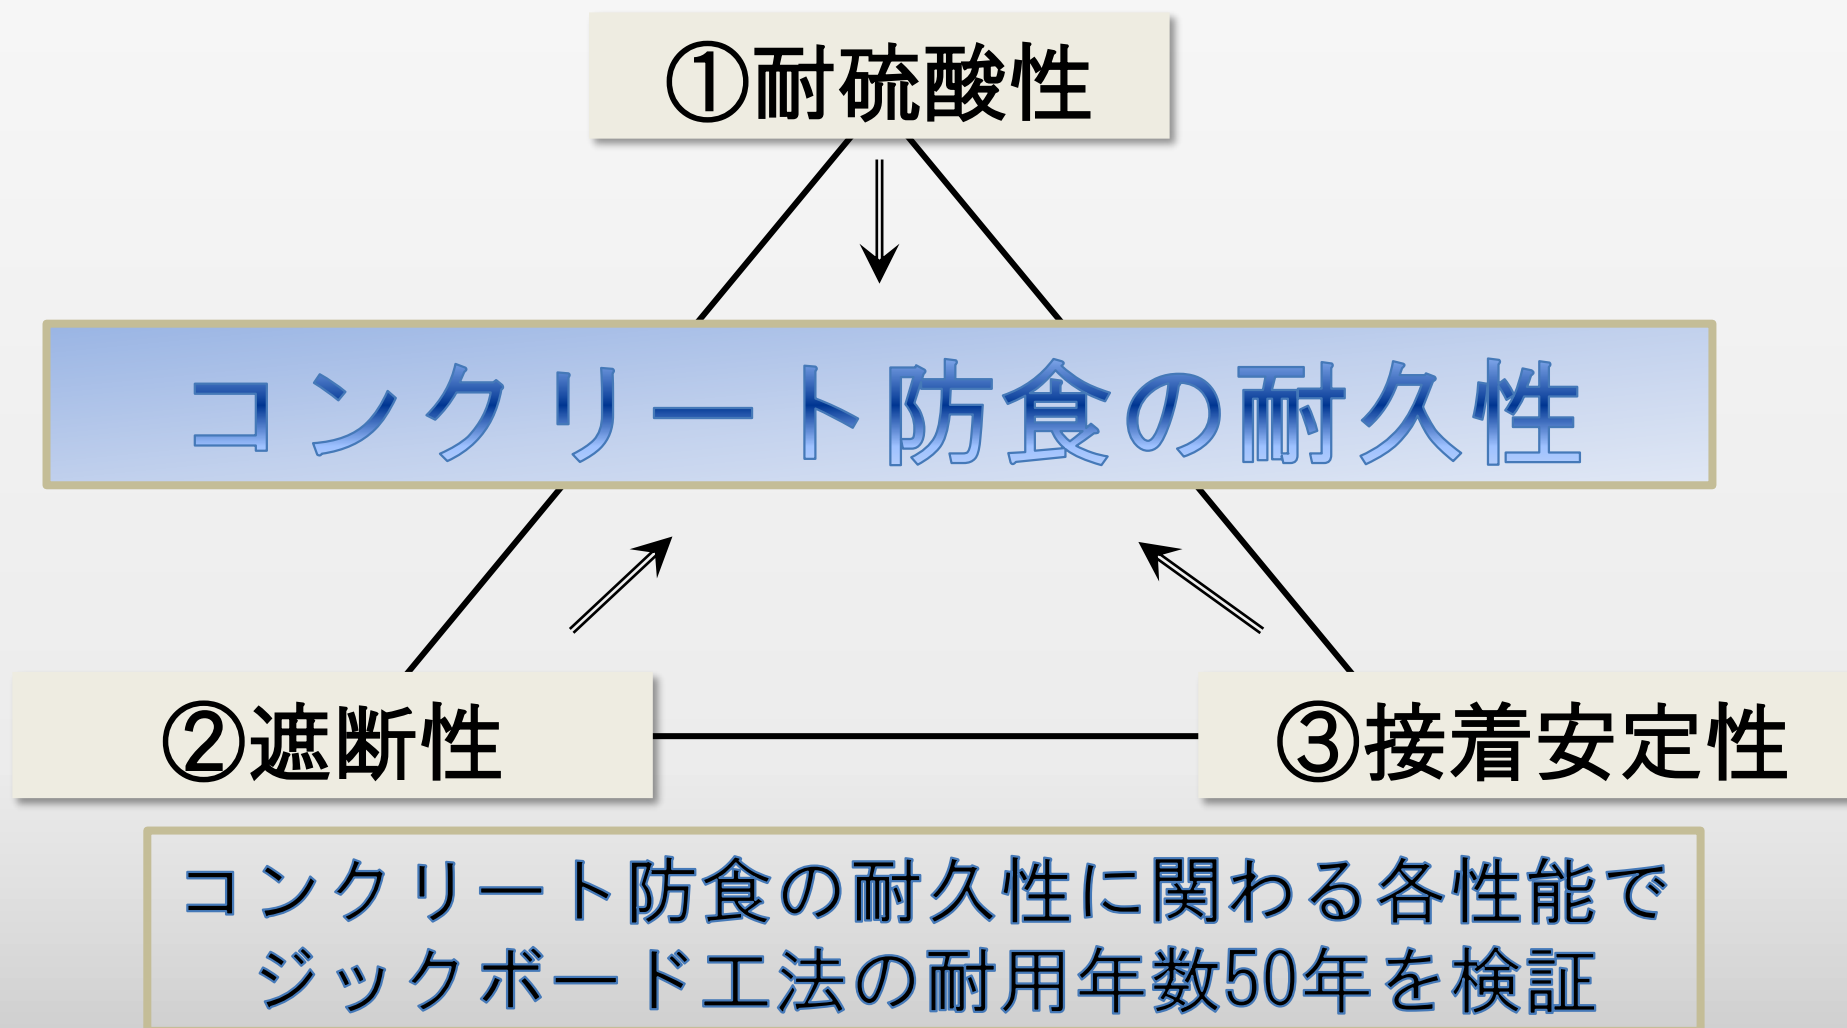 ①耐硫酸性
コンクリート防食の耐久性
②遮断性
③接着安定性
コンクリート防食の耐久性に関わる各性能で
ジックボード工法の耐用年数50年を検証